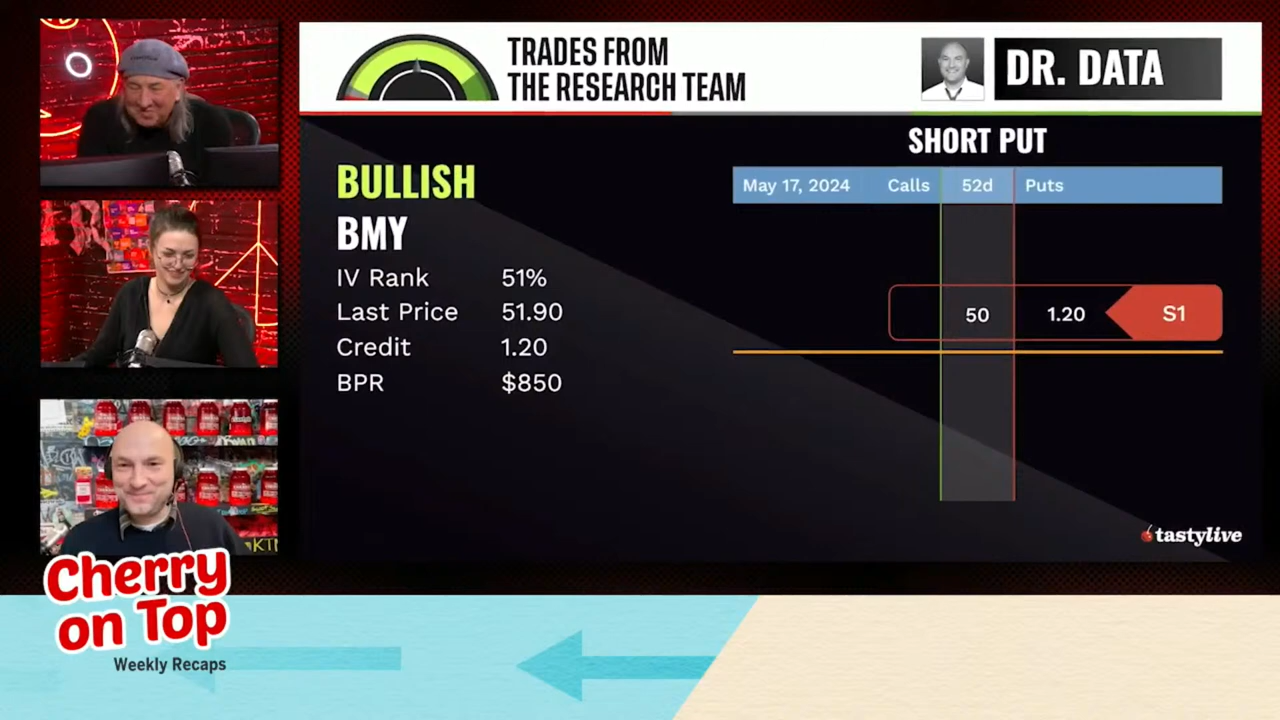 TRADES FROM
THE RESEARCH TEAM
DR. DATA
BULLISH
BMY
IV Rank 51%
Last Price 51.90
Credit 1.20
BPR $850
SHORT PUT
May 17, 2024 Calls 52d Puts
50 1.20 S1
tastylive
Cherry
on Top
Weekly Recaps